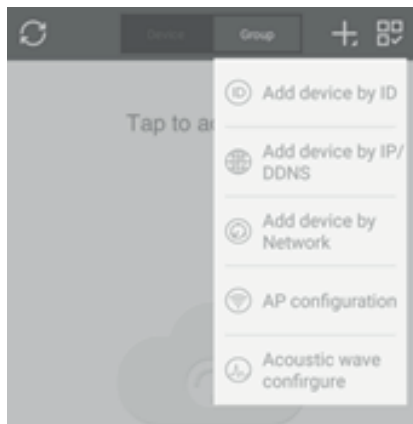 Device Group
Tap to a
ID Add device by ID
Add device by IP/
DDNS
Add device by
Network
AP configuration
Acoustic wave
confirgure